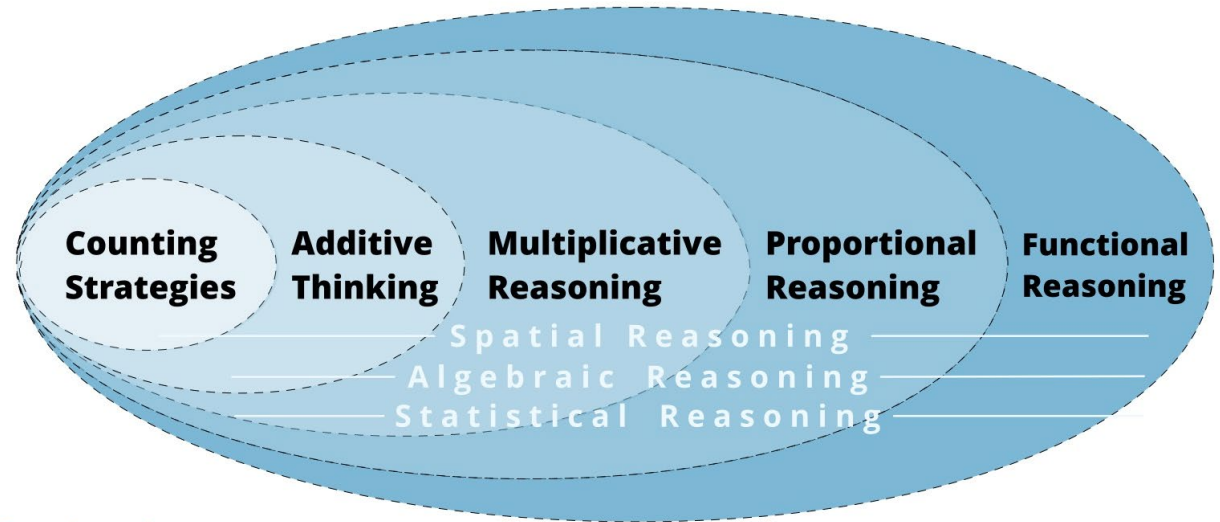 Counting Strategies
Additive Thinking
Multiplicative Reasoning
Proportional Reasoning
Functional Reasoning
Spatial Reasoning
Algebraic Reasoning
Statistical Reasoning